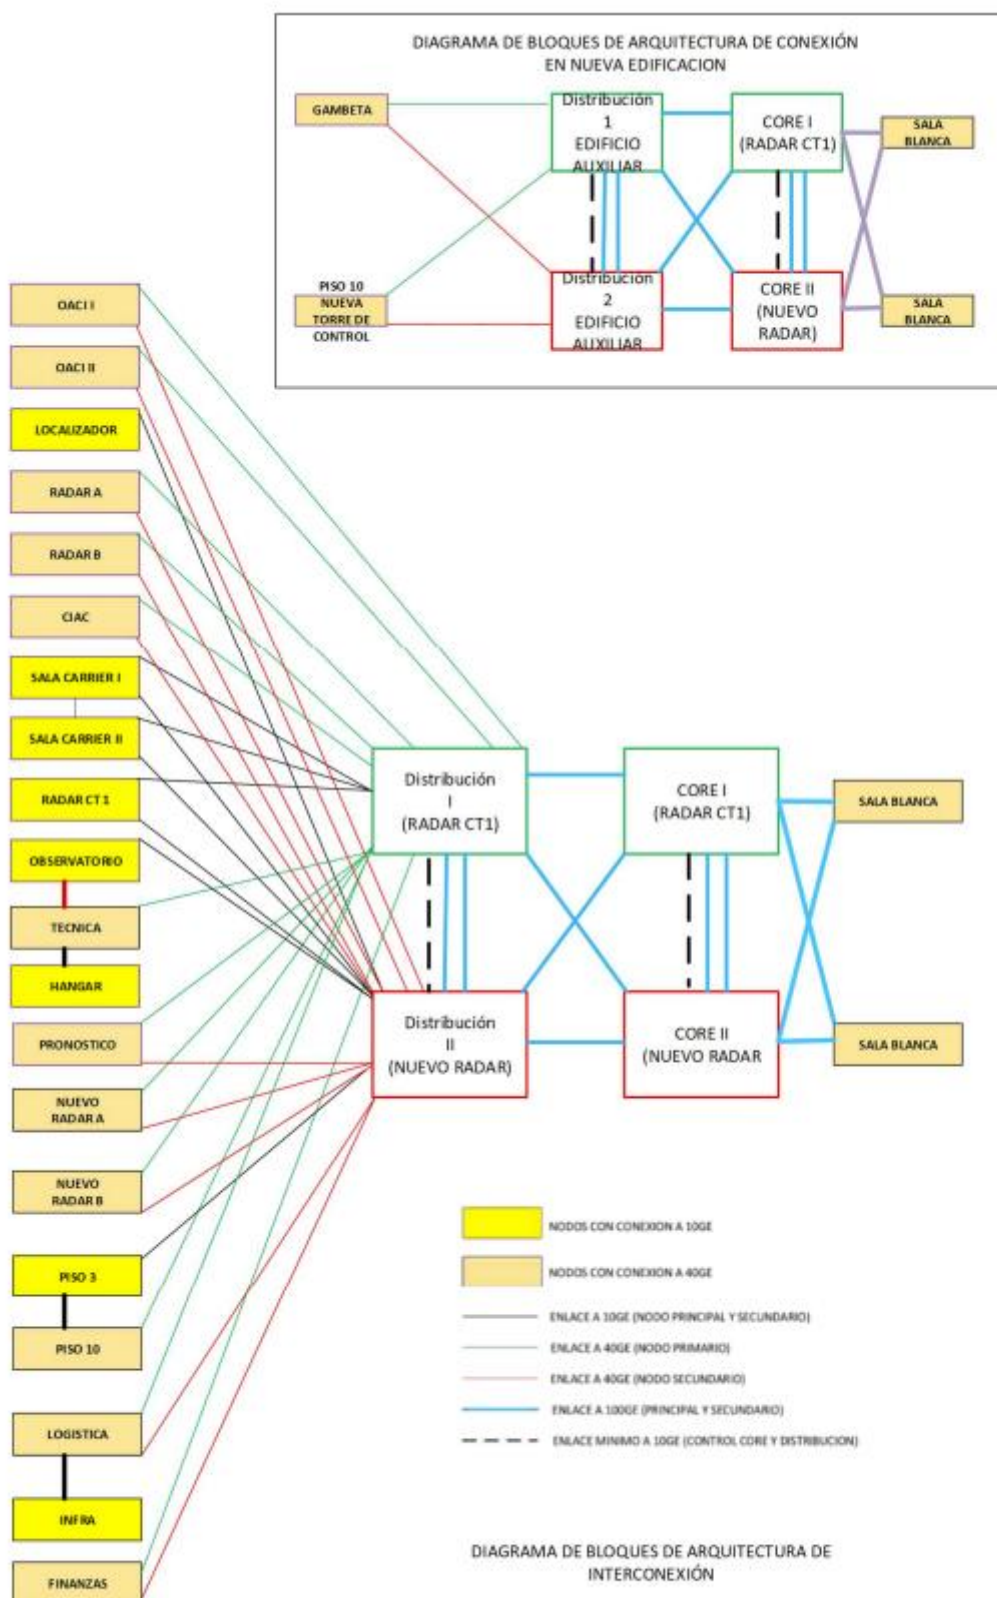 DIAGRAMA DE BLOQUES DE ARQUITECTURA DE CONEXIÓN
EN NUEVA EDIFICACION
GAMBETA
PISO 10
NUEVA
TORRE DE
CONTROL
Distribución
1
EDIFICIO
AUXILIAR
Distribución
2
EDIFICIO
AUXILIAR
CORE I
(RADAR CT1)
CORE II
(NUEVO
RADAR)
SALA
BLANCA
SALA
BLANCA
OACI I
OACI II
LOCALIZADOR
RADAR A
RADAR B
CIAC
SALA CARRIER I
SALA CARRIER II
RADAR CT1
OBSERVATORIO
TECNICA
HANGAR
PRONOSTICO
NUEVO
RADAR A
NUEVO
RADAR B
PISO 3
PISO 10
LOGISTICA
INFRA
FINANZAS
Distribución
I
(RADAR CT1)
Distribución
II
(NUEVO RADAR)
CORE I
(RADAR CT1)
CORE II
(NUEVO RADAR
SALA BLANCA
SALA BLANCA
NODOS CON CONEXION A 10GE
NODOS CON CONEXION A 40GE
ENLACE A 10GE (NODO PRINCIPAL Y SECUNDARIO)
ENLACE A 40GE (NODO PRIMARIO)
ENLACE A 40GE (NODO SECUNDARIO)
ENLACE A 100GE (PRINCIPAL Y SECUNDARIO)
ENLACE MINIMO A 10GE (CONTROL CORE Y DISTRIBUCION)
DIAGRAMA DE BLOQUES DE ARQUITECTURA DE
INTERCONEXIÓN